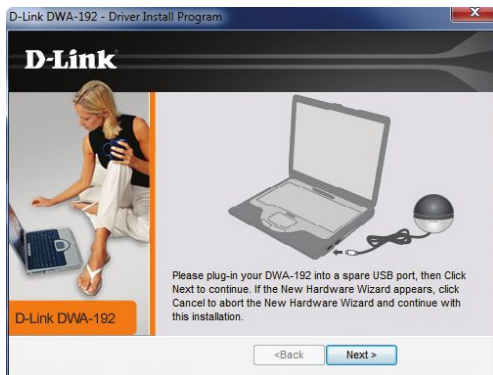 D-Link DWA-192 - Driver Install Program
D-Link
Please plug-in your DWA-192 into a spare USB port, then Click
Next to continue. If the New Hardware Wizard appears, click
Cancel to abort the New Hardware Wizard and continue with
this installation.
D-Link DWA-192
<Back
Next >